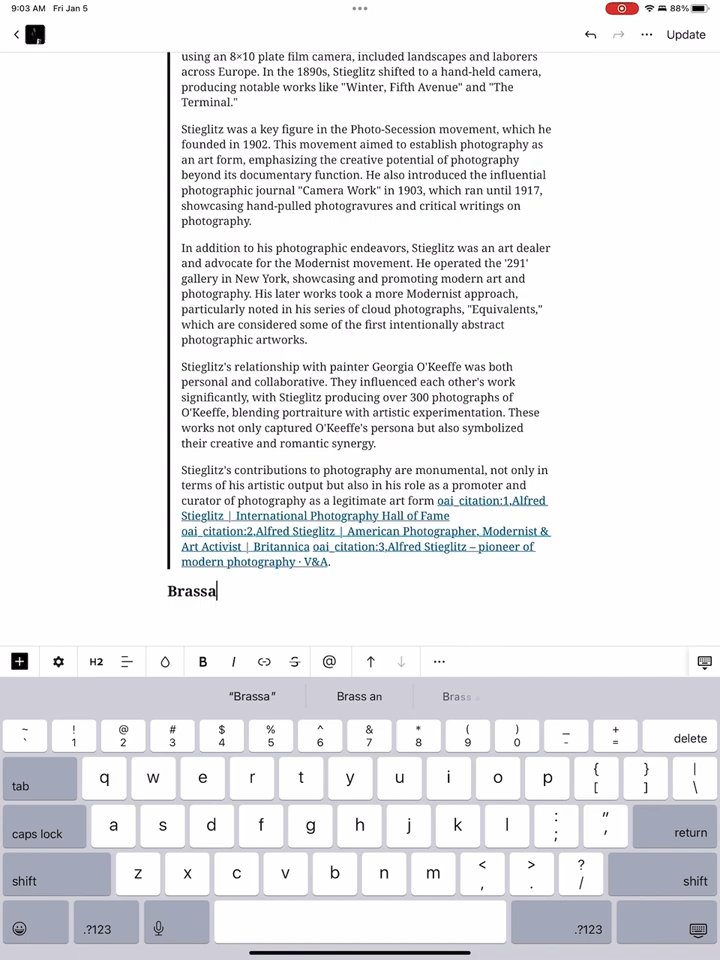 9:03 AM Fri Jan 5
88%
Update
using an 8×10 plate film camera, included landscapes and laborers
across Europe. In the 1890s, Stieglitz shifted to a hand-held camera,
producing notable works like "Winter, Fifth Avenue" and "The
Terminal."
Stieglitz was a key figure in the Photo-Secession movement, which he
founded in 1902. This movement aimed to establish photography as
an art form, emphasizing the creative potential of photography
beyond its documentary function. He also introduced the influential
photographic journal "Camera Work" in 1903, which ran until 1917,
showcasing hand-pulled photogravures and critical writings on
photography.
In addition to his photographic endeavors, Stieglitz was an art dealer
and advocate for the Modernist movement. He operated the '291'
gallery in New York, showcasing and promoting modern art and
photography. His later works took a more Modernist approach,
particularly noted in his series of cloud photographs, "Equivalents,"
which are considered some of the first intentionally abstract
photographic artworks.
Stieglitz's relationship with painter Georgia O'Keeffe was both
personal and collaborative. They influenced each other's work
significantly, with Stieglitz producing over 300 photographs of
O'Keeffe, blending portraiture with artistic experimentation. These
works not only captured O'Keeffe's persona but also symbolized
their creative and romantic synergy.
Stieglitz's contributions to photography are monumental, not only in
terms of his artistic output but also in his role as a promoter and
curator of photography as a legitimate art form oai_citation:1,Alfred
Stieglitz | International Photography Hall of Fame
oai_citation:2,Alfred Stieglitz | American Photographer, Modernist &
Art Activist | Britannica oai_citation:3,Alfred Stieglitz – pioneer of
modern photography · V&A.
Brassa
H2 B I S @
“Brassa” Brass an Brass a
~ ! @ # $ % ^ & * ( ) _ +
` 1 2 3 4 5 6 7 8 9 0 - = delete
{ } |
tab q w e r t y u i o p [ ] \
: "
caps lock a s d f g h j k l ; ' return
< > ?
shift z x c v b n m , . / shift
.?123 .?123